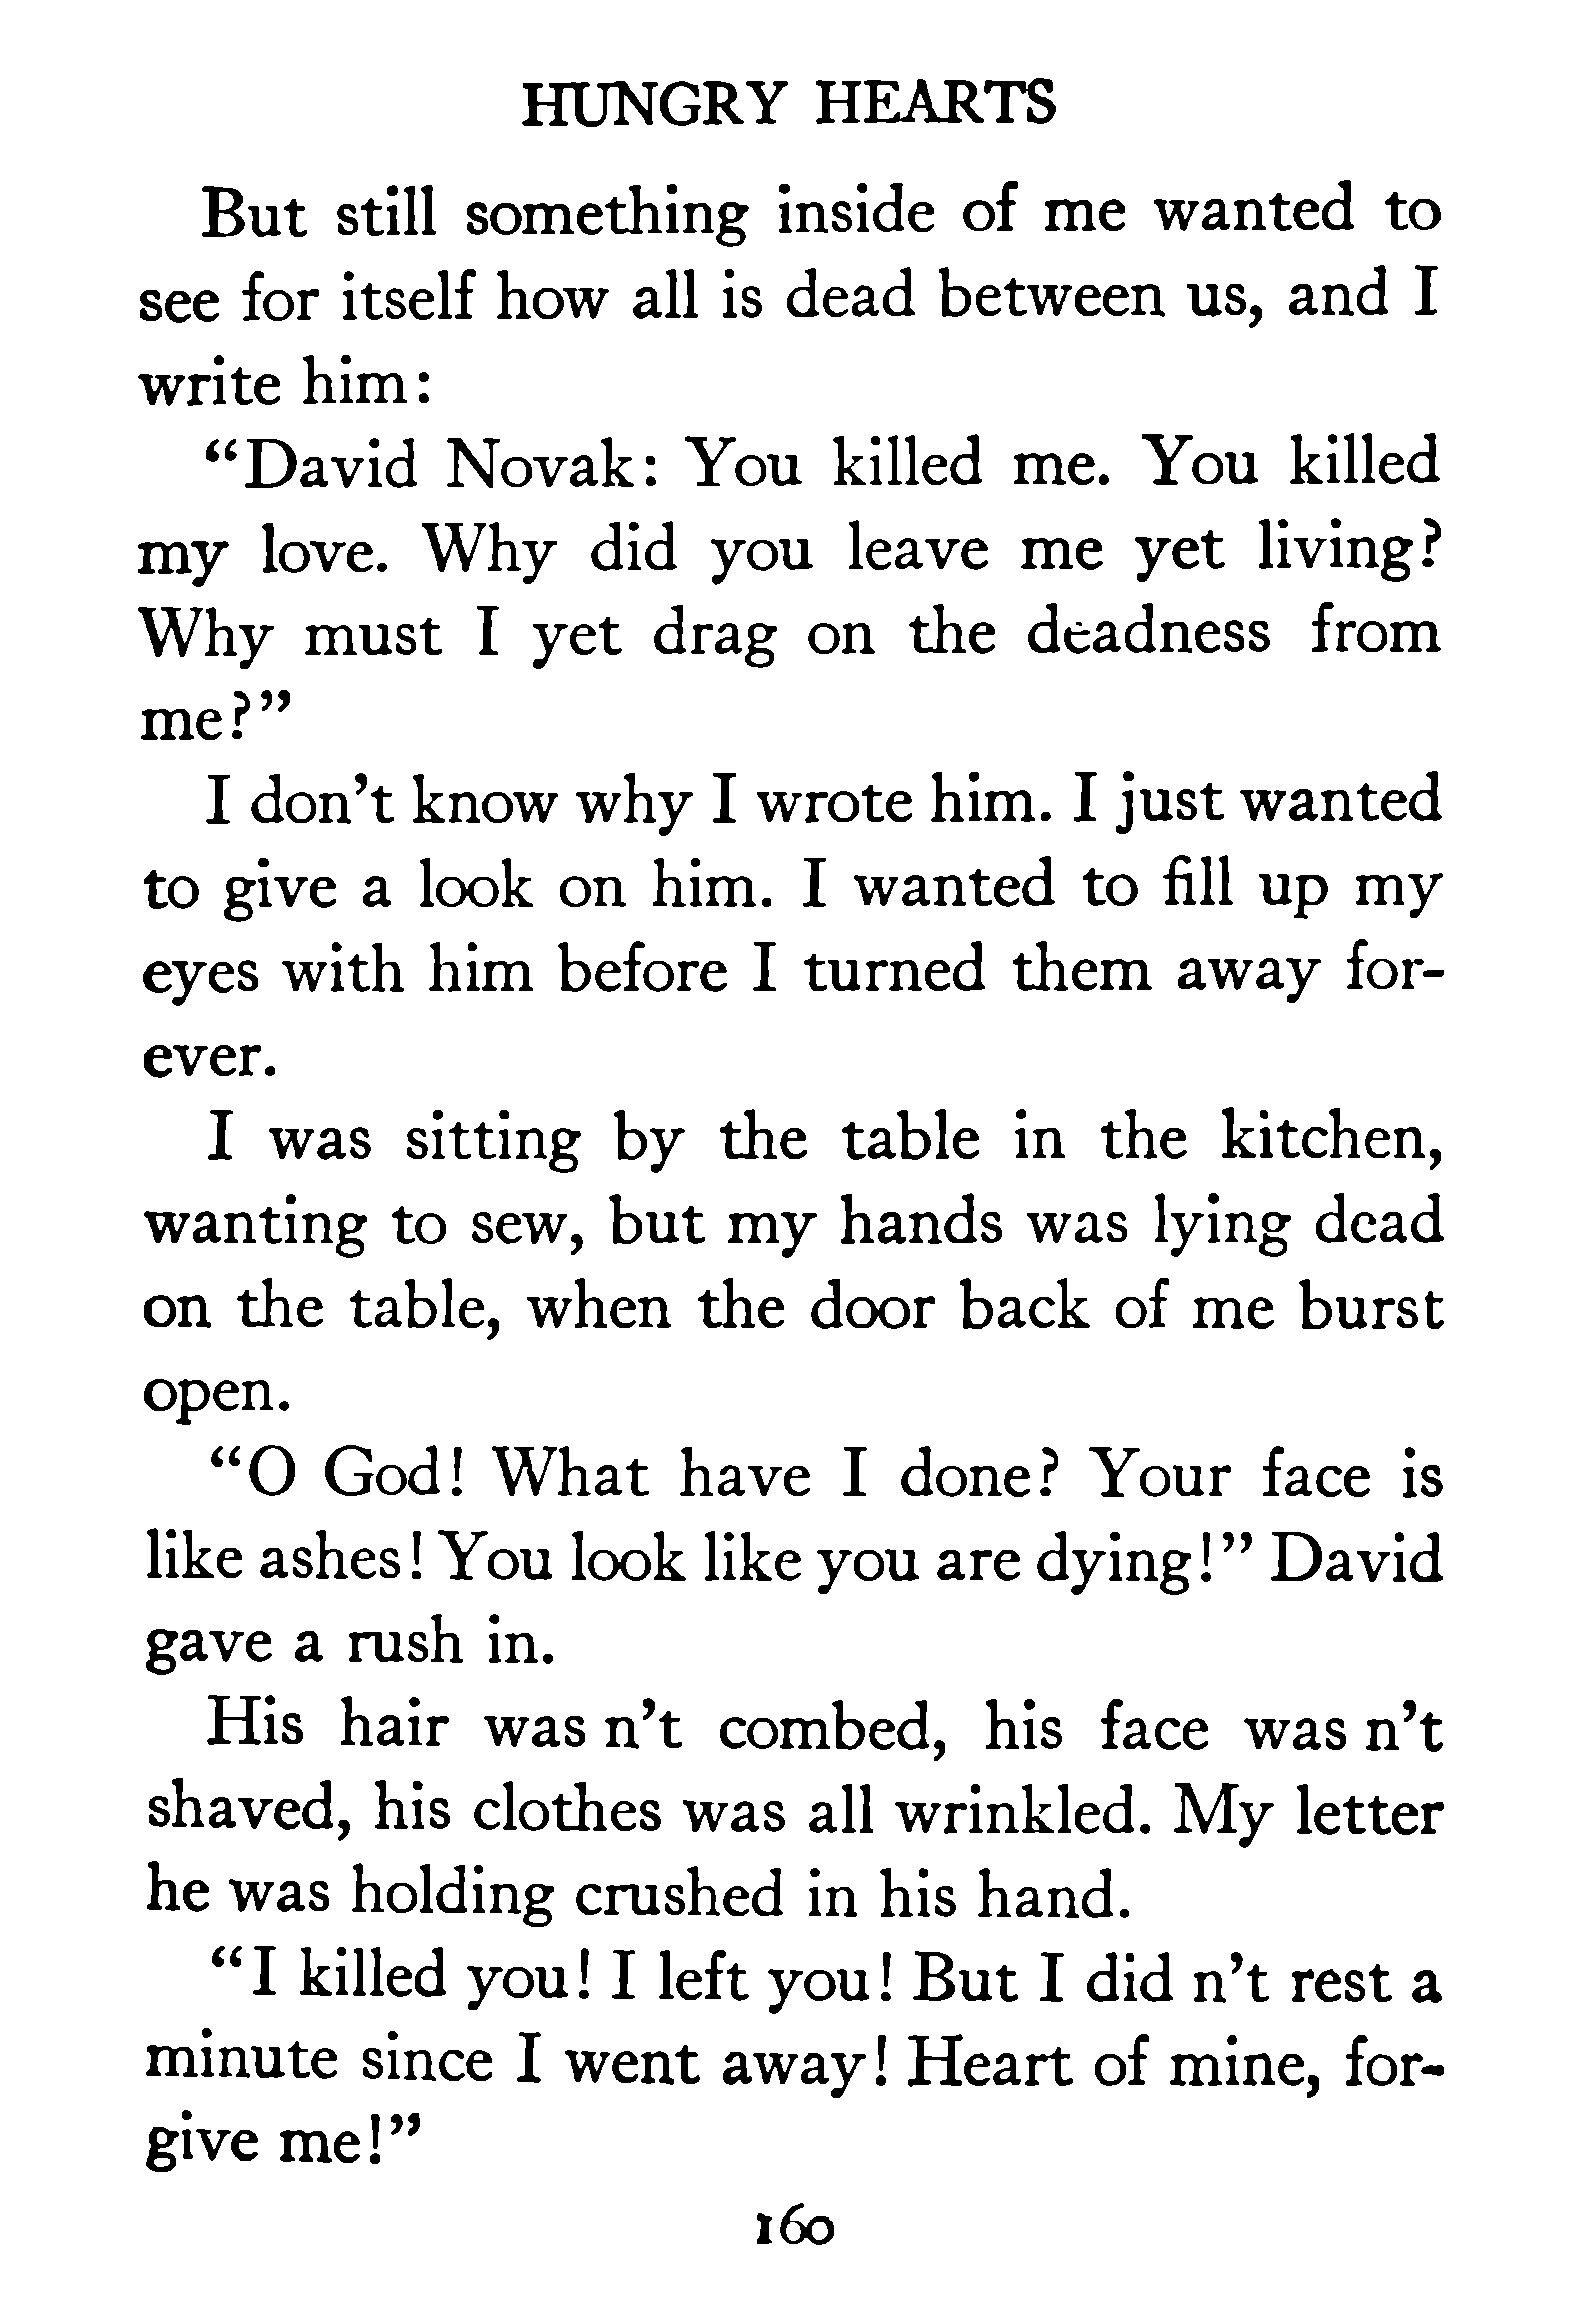 HUNGRY HEARTS
But still something inside of me wanted to
see for itself how all is dead between us, and I
write him:
“David Novak: You killed me. You killed
my love. Why did you leave me yet living?
Why must I yet drag on the deadness from
me?”
I don’t know why I wrote him. I just wanted
to give a look on him. I wanted to fill up my
eyes with him before I turned them away for-
ever.
I was sitting by the table in the kitchen,
wanting to sew, but my hands was lying dead
on the table, when the door back of me burst
open.
“O God! What have I done? Your face is
like ashes! You look like you are dying!” David
gave a rush in.
His hair was n’t combed, his face was n’t
shaved, his clothes was all wrinkled. My letter
he was holding crushed in his hand.
“I killed you! I left you! But I did n’t rest a
minute since I went away! Heart of mine, for-
give me!”
160